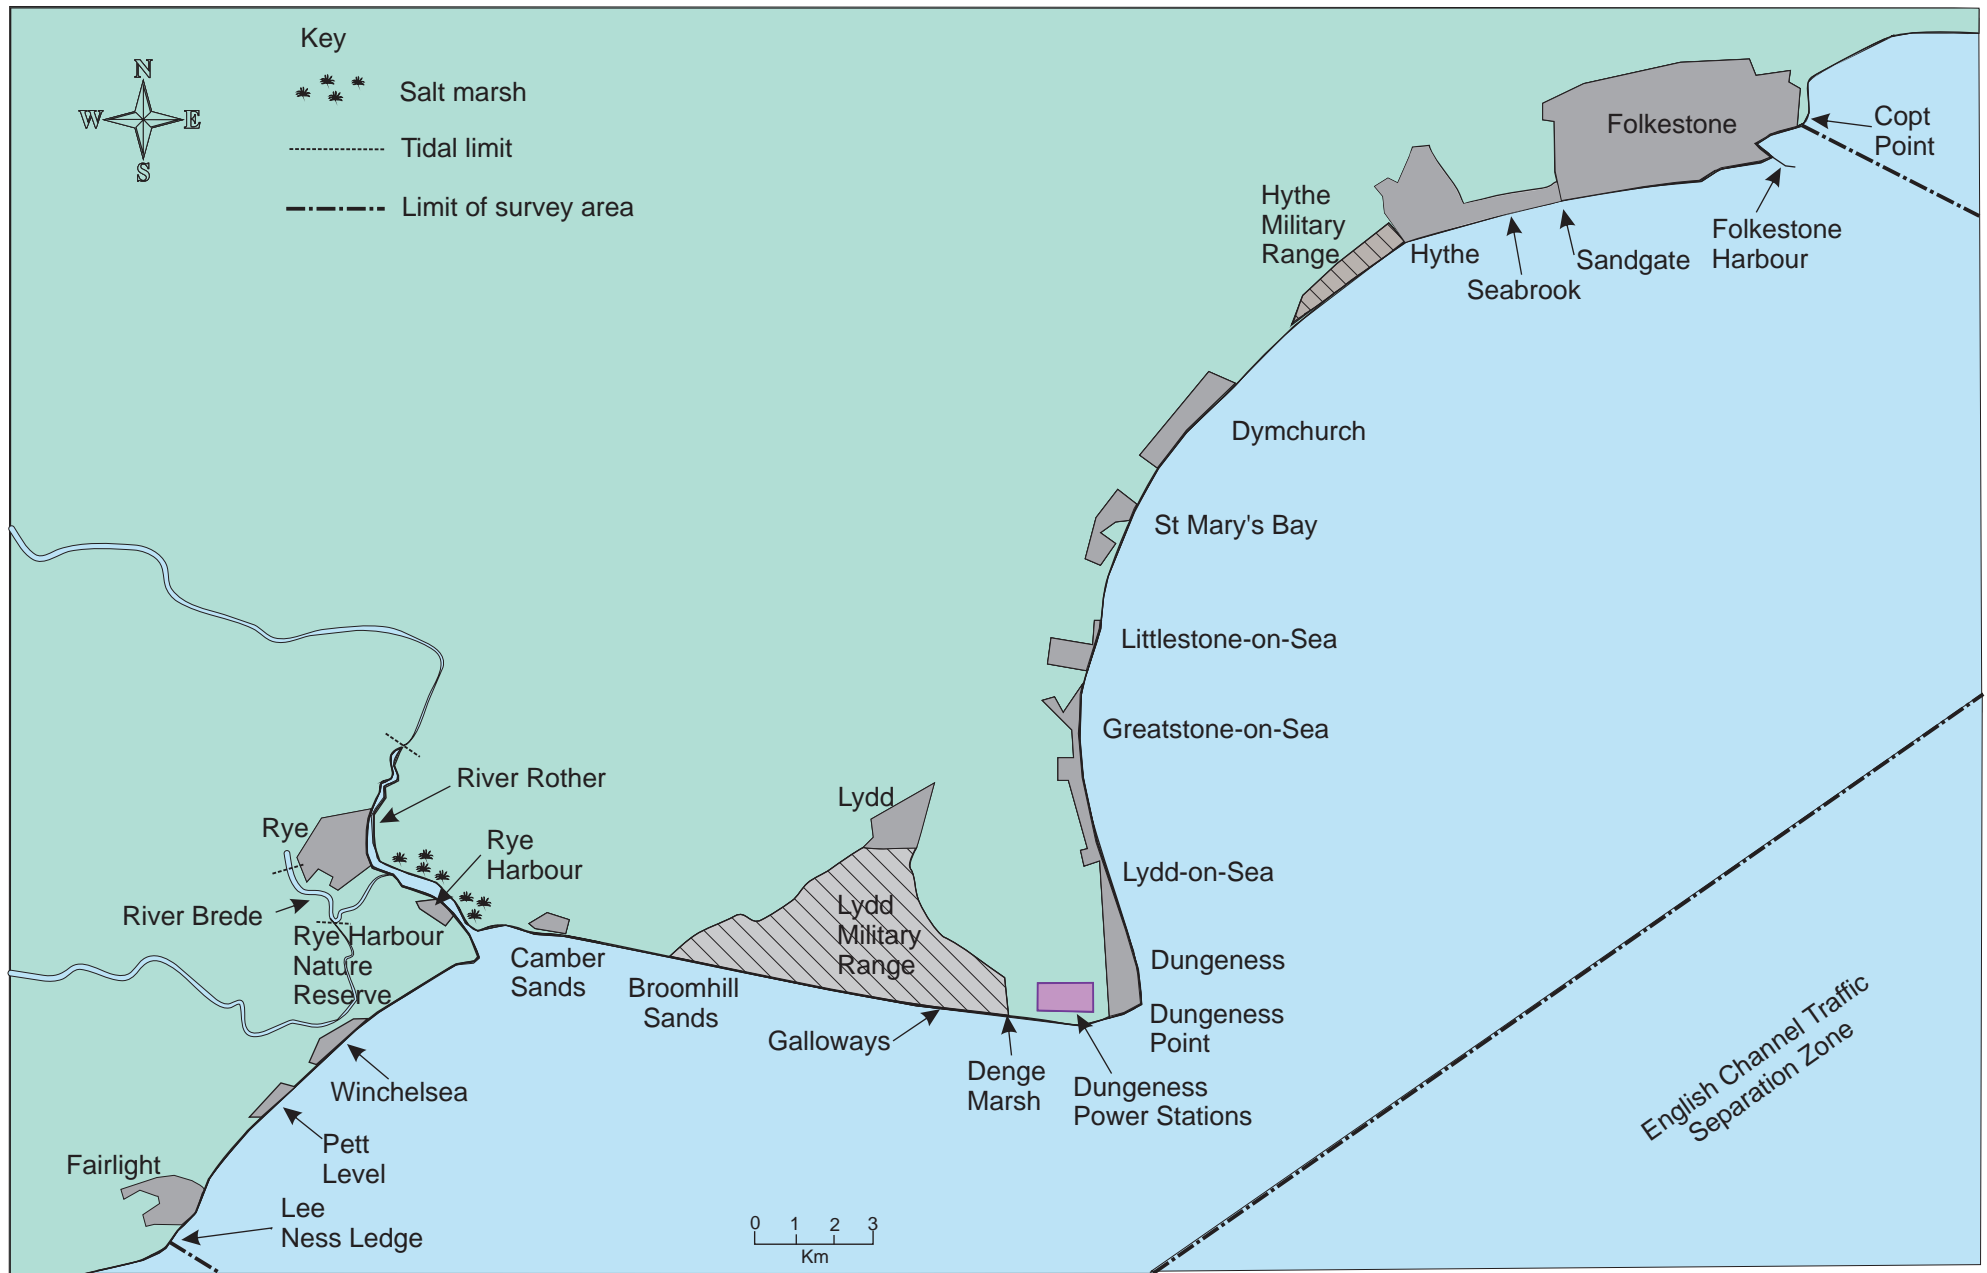 Key
N
W
E
S
Salt marsh
Tidal limit
Limit of survey area
Folkestone
Copt
Point
Hythe
Military
Range
Hythe
Seabrook
Sandgate
Folkestone
Harbour
Dymchurch
St Mary's Bay
Littlestone-on-Sea
Greatstone-on-Sea
River Rother
Rye
Rye
Harbour
Lydd
Lydd-on-Sea
River Brede
Rye Harbour
Nature
Reserve
Lydd
Military
Range
Camber
Sands
Broomhill
Sands
Galloways
Dungeness
Dungeness
Point
Denge
Marsh
Dungeness
Power Stations
Winchelsea
Pett
Level
Fairlight
Lee
Ness Ledge
0 1 2 3
Km
English Channel Traffic
Separation Zone